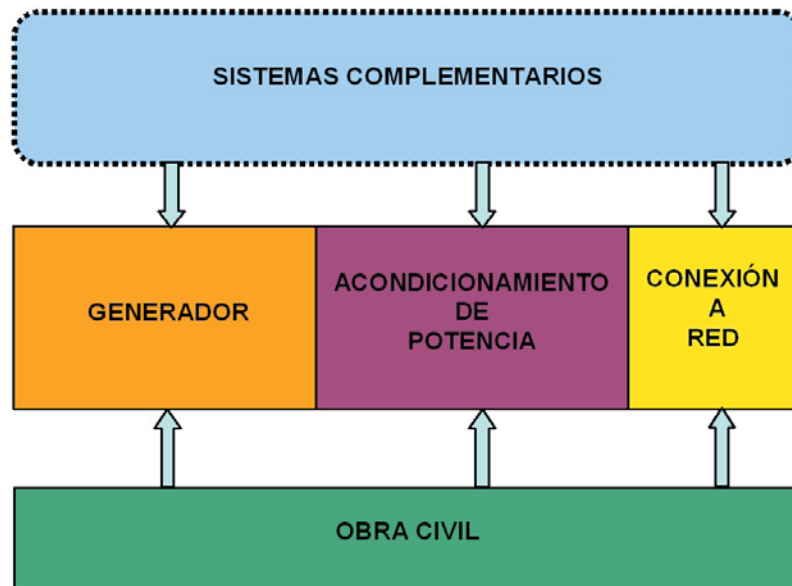 SISTEMAS COMPLEMENTARIOS
GENERADOR
ACONDICIONAMIENTO
DE
POTENCIA
CONEXIÓN
A
RED
OBRA CIVIL